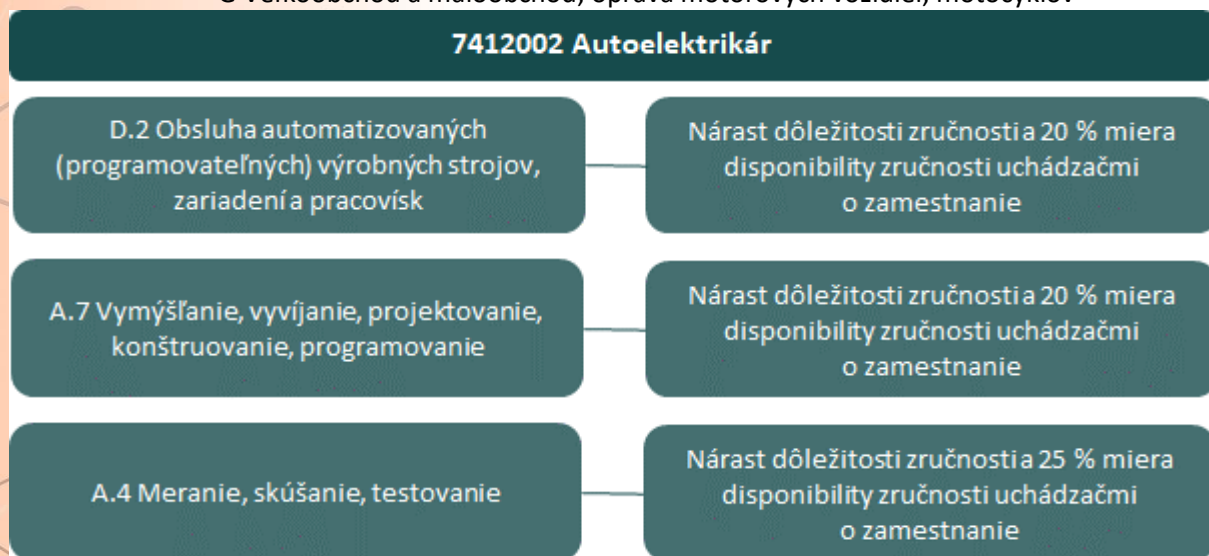 7412002 Autoelektrikár
D.2 Obsluha automatizovaných
(programovateľných) výrobných strojov,
zariadení a pracovísk
Nárast dôležitosti zručnosti a 20 % miera
disponibility zručnosti uchádzačmi
o zamestnanie
A.7 Vymýšľanie, vyvíjanie, projektovanie,
konštruovanie, programovanie
Nárast dôležitosti zručnosti a 20 % miera
disponibility zručnosti uchádzačmi
o zamestnanie
A.4 Meranie, skúšanie, testovanie
Nárast dôležitosti zručnosti a 25 % miera
disponibility zručnosti uchádzačmi
o zamestnanie